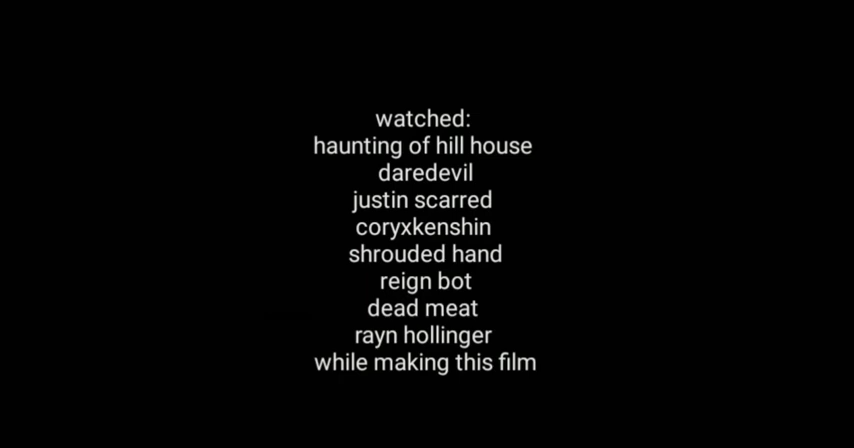 watched:
haunting of hill house
daredevil
justin scarred
coryxkenshin
shrouded hand
reign bot
dead meat
rayn hollinger
while making this film